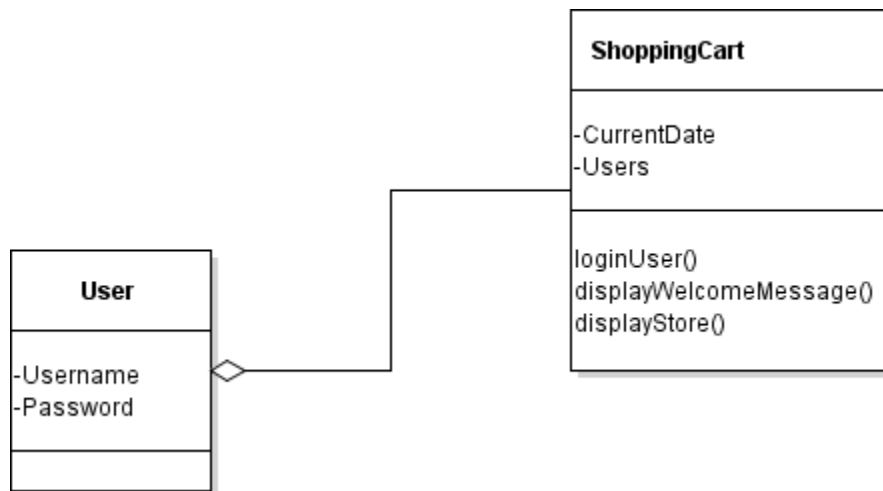 ShoppingCart
-CurrentDate
-Users
loginUser()
displayWelcomeMessage()
displayStore()
User
-Username
-Password